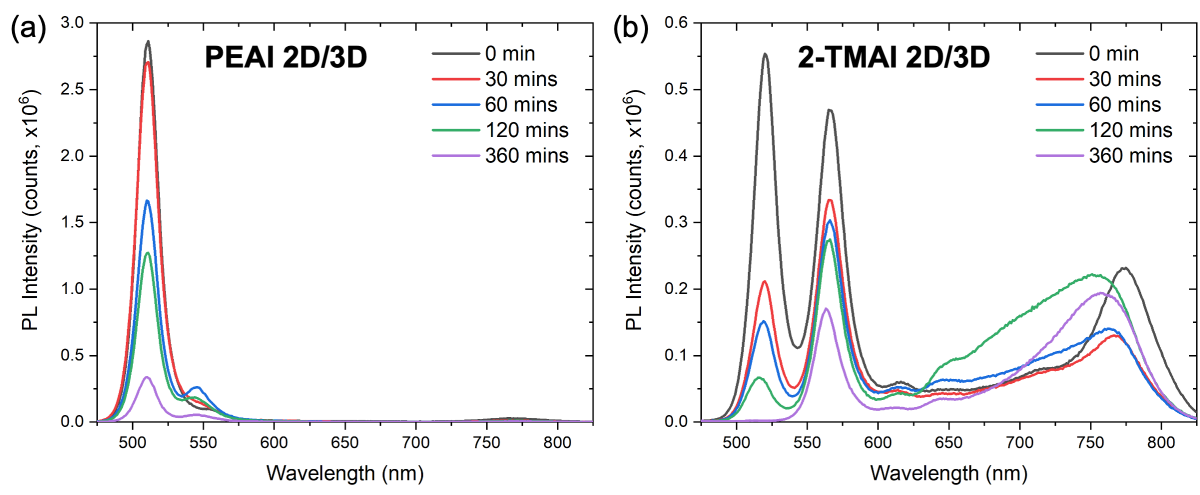 (a)
PEAI 2D/3D
0 min
30 mins
60 mins
120 mins
360 mins
3.0
2.5
2.0
1.5
1.0
0.5
0.0
PL Intensity (counts, x10⁶)
500 550 600 650 700 750 800
Wavelength (nm)
(b)
2-TMAI 2D/3D
0 min
30 mins
60 mins
120 mins
360 mins
0.6
0.5
0.4
0.3
0.2
0.1
0.0
PL Intensity (counts, x10⁶)
500 550 600 650 700 750 800
Wavelength (nm)